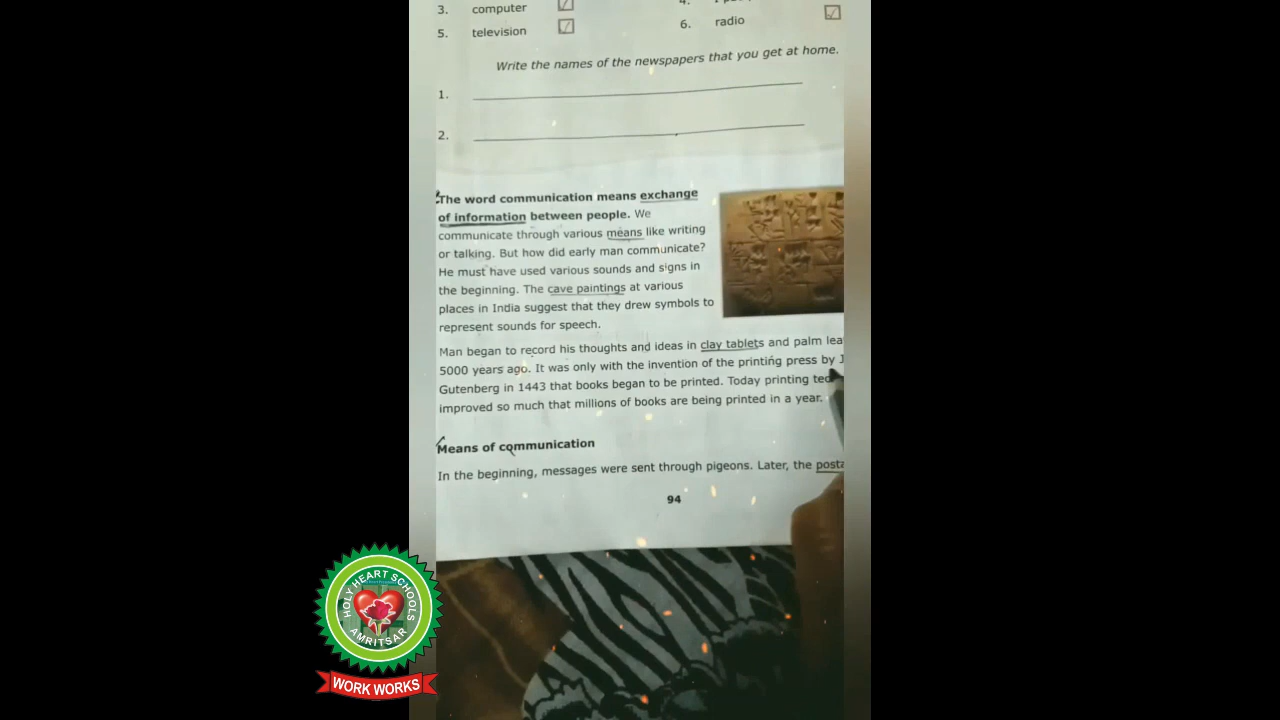 3. computer
5. television
6. radio
Write the names of the newspapers that you get at home.
1.
2.
The word communication means exchange
of information between people. We
communicate through various means like writing
or talking. But how did early man communicate?
He must have used various sounds and signs in
the beginning. The cave paintings at various
places in India suggest that they drew symbols to
represent sounds for speech.
Man began to record his thoughts and ideas in clay tablets and palm lea
5000 years ago. It was only with the invention of the printing press by J
Gutenberg in 1443 that books began to be printed. Today printing tec
improved so much that millions of books are being printed in a year.
Means of communication
In the beginning, messages were sent through pigeons. Later, the posta
94
HOLY HEART SCHOOLS
AMRITSAR
WORK WORKS